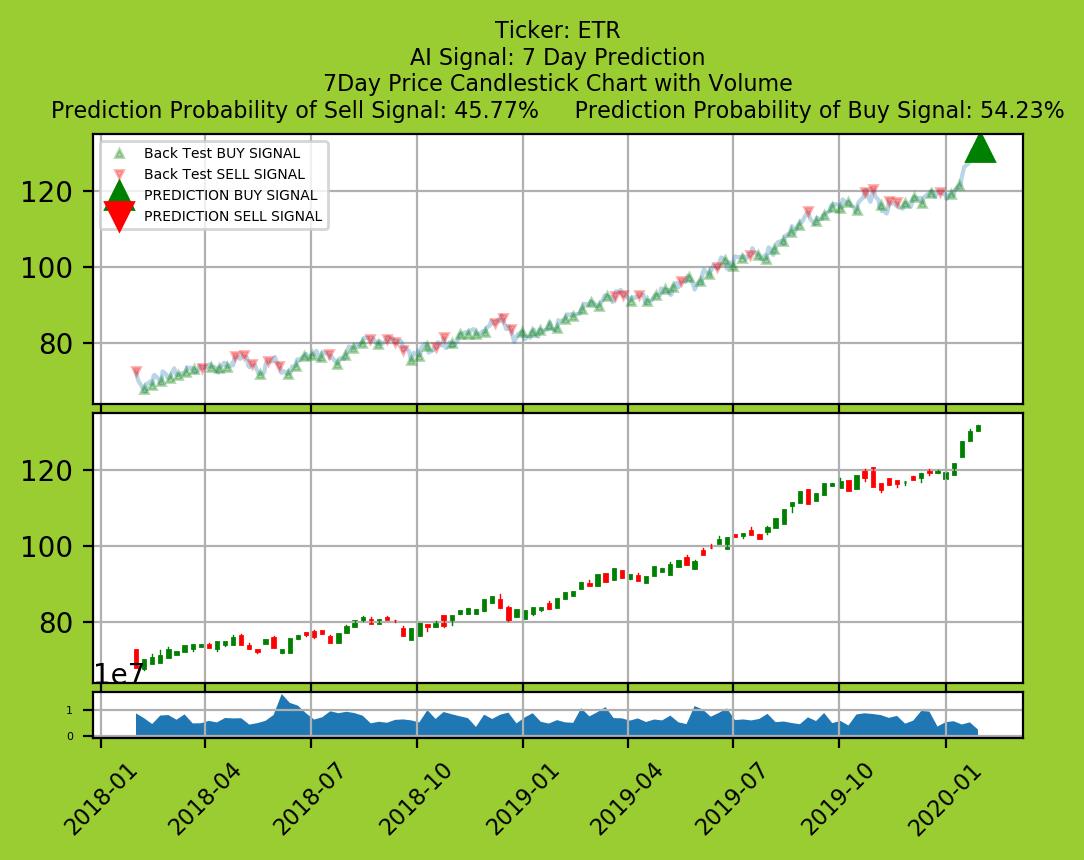 Ticker: ETR
AI Signal: 7 Day Prediction
7Day Price Candlestick Chart with Volume
Prediction Probability of Sell Signal: 45.77% Prediction Probability of Buy Signal: 54.23%
Back Test BUY SIGNAL
Back Test SELL SIGNAL
PREDICTION BUY SIGNAL
PREDICTION SELL SIGNAL
120
100
80
120
100
80
1e7
1
0
2018-01 2018-04 2018-07 2018-10 2019-01 2019-04 2019-07 2019-10 2020-01